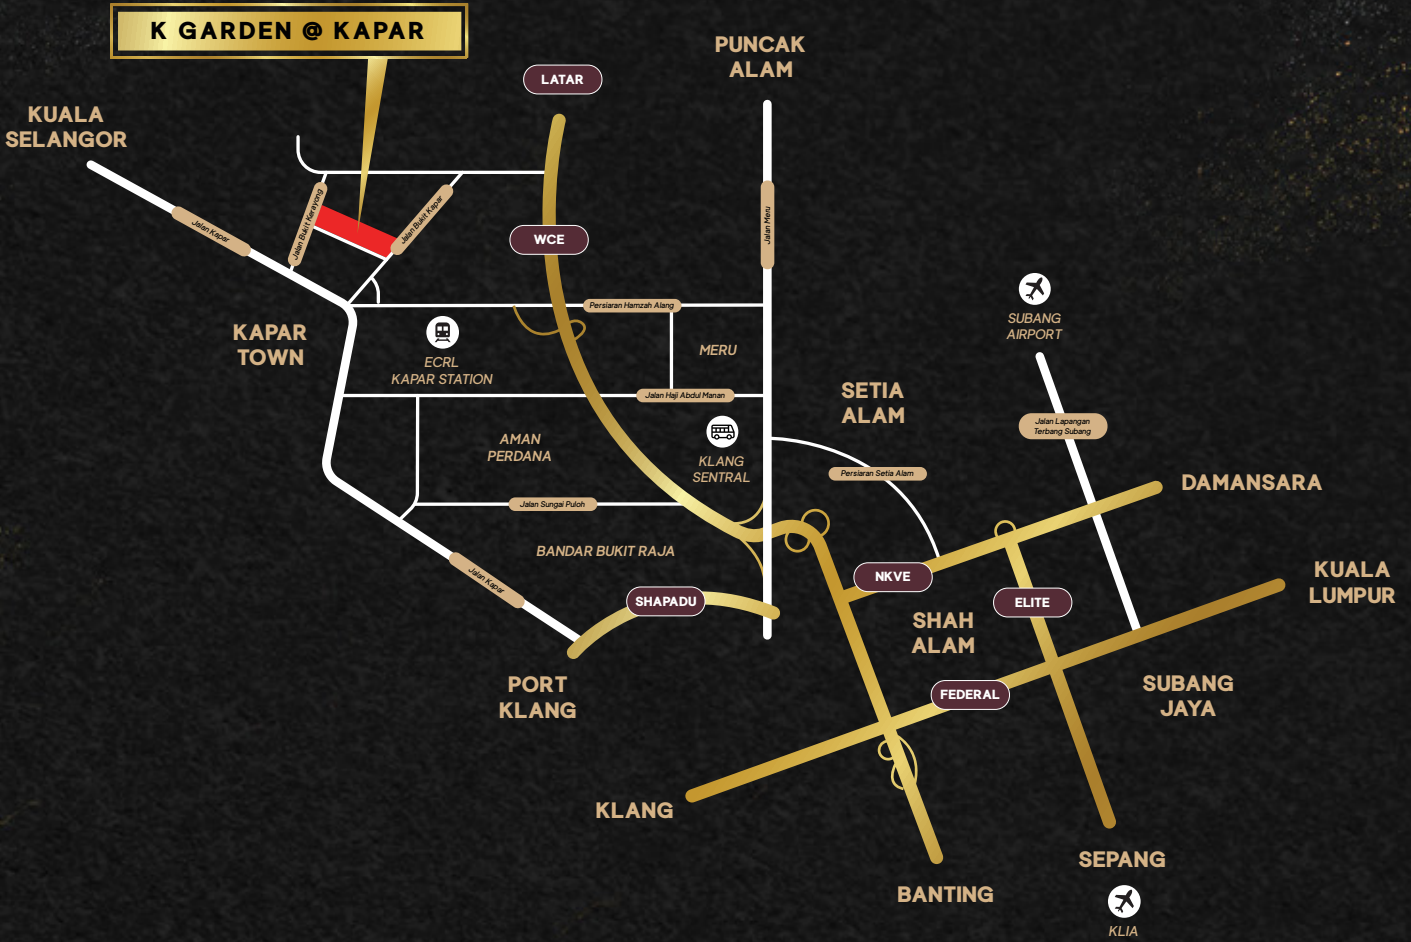 K GARDEN @ KAPAR
PUNCAK
ALAM
LATAR
KUALA
SELANGOR
Jalan Kapar
Jalan Bukit Kerayong
Jalan Bukit Kapar
WCE
Jalan Meru
Persiaran Hamzah Alang
SUBANG
AIRPORT
KAPAR
TOWN
ECRL
KAPAR STATION
MERU
Jalan Haji Abdul Manan
SETIA
ALAM
Jalan Lapangan
Terbang Subang
AMAN
PERDANA
KLANG
SENTRAL
Persiaran Setia Alam
DAMANSARA
Jalan Sungai Puloh
BANDAR BUKIT RAJA
Jalan Kapar
NKVE
KUALA
LUMPUR
SHAPADU
ELITE
SHAH
ALAM
PORT
KLANG
FEDERAL
SUBANG
JAYA
KLANG
SEPANG
BANTING
KLIA